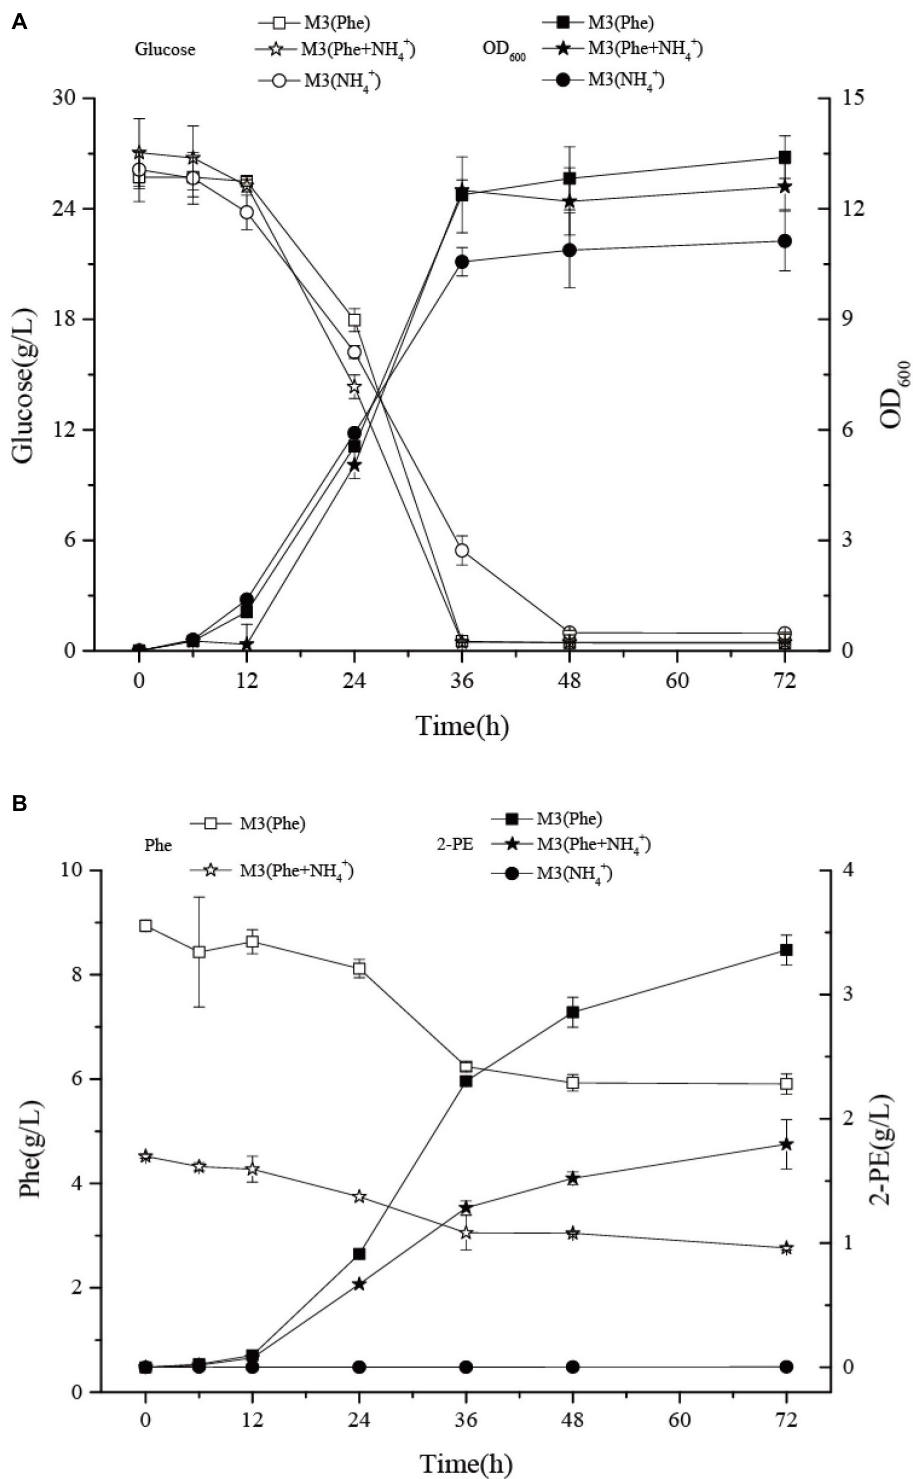 A
Glucose
M3(Phe)
M3(Phe+NH₄⁺)
M3(NH₄⁺)
OD₆₀₀
M3(Phe)
M3(Phe+NH₄⁺)
M3(NH₄⁺)
30
24
18
12
6
0
Glucose(g/L)
15
12
9
6
3
0
OD₆₀₀
0 12 24 36 48 60 72
Time(h)
B
Phe
M3(Phe)
M3(Phe+NH₄⁺)
2-PE
M3(Phe)
M3(Phe+NH₄⁺)
M3(NH₄⁺)
10
8
6
4
2
0
Phe(g/L)
4
3
2
1
0
2-PE(g/L)
0 12 24 36 48 60 72
Time(h)